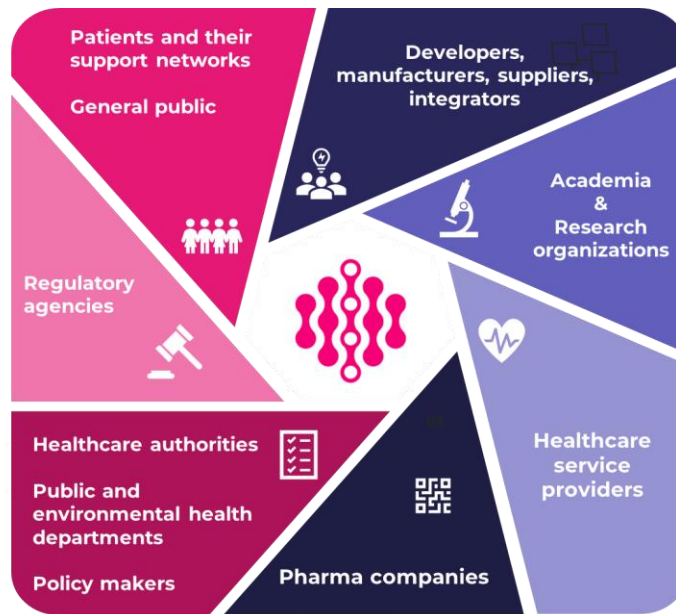 Patients and their
support networks
General public
Developers,
manufacturers, suppliers,
integrators
Academia
&
Research
organizations
Regulatory
agencies
Healthcare
service
providers
Healthcare authorities
Public and
environmental health
departments
Policy makers
Pharma companies